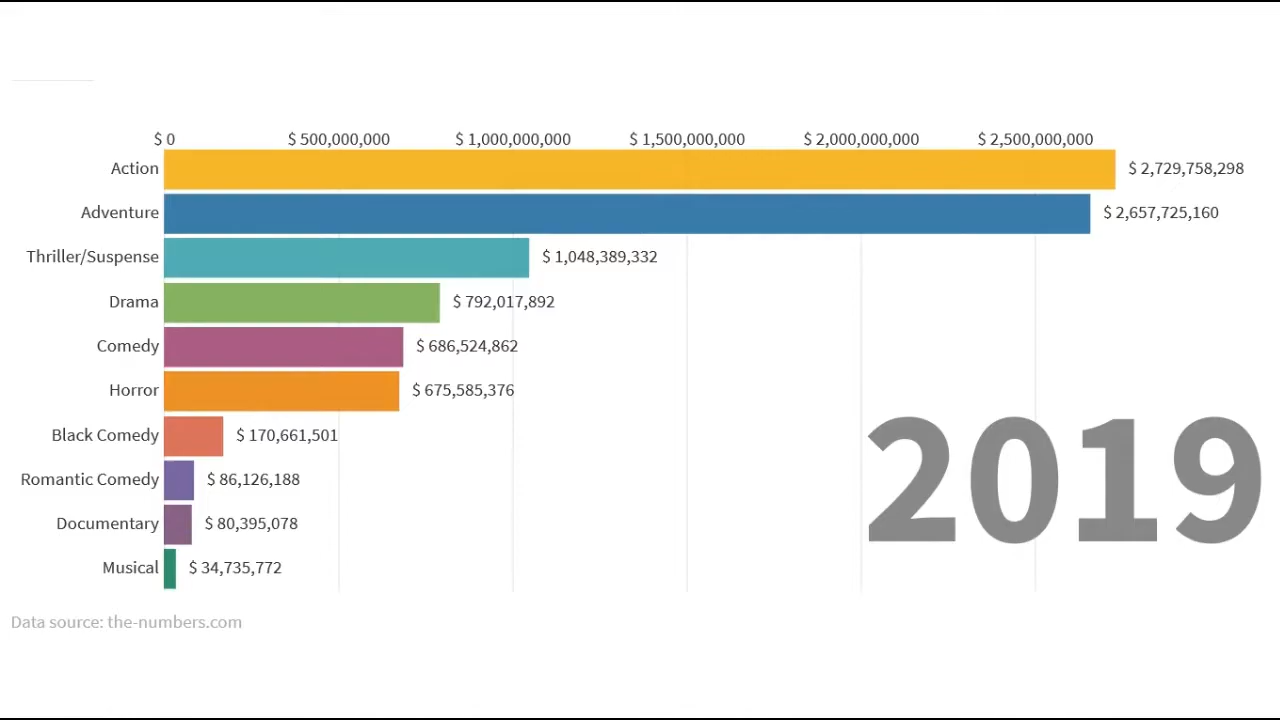 $ 0 $ 500,000,000 $ 1,000,000,000 $ 1,500,000,000 $ 2,000,000,000 $ 2,500,000,000
Action $ 2,729,758,298
Adventure $ 2,657,725,160
Thriller/Suspense $ 1,048,389,332
Drama $ 792,017,892
Comedy $ 686,524,862
Horror $ 675,585,376
Black Comedy $ 170,661,501
Romantic Comedy $ 86,126,188
Documentary $ 80,395,078
Musical $ 34,735,772
2019
Data source: the-numbers.com